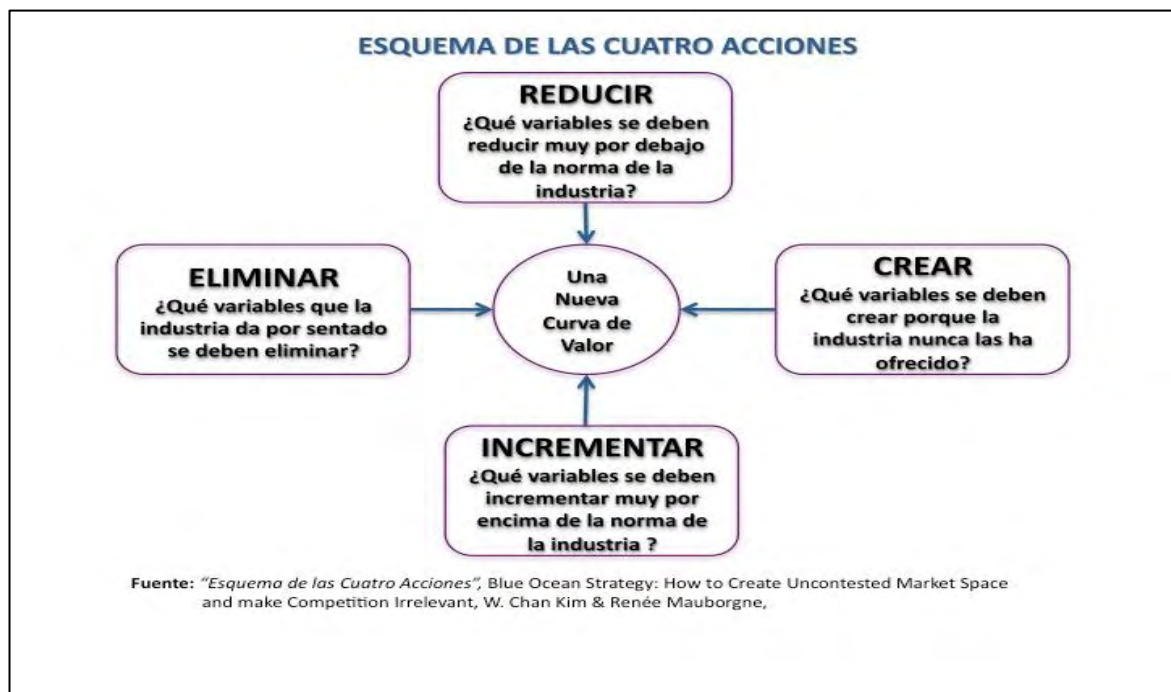 ESQUEMA DE LAS CUATRO ACCIONES
REDUCIR
¿Qué variables se deben
reducir muy por debajo
de la norma de la
industria?
ELIMINAR
¿Qué variables que la
industria da por sentado
se deben eliminar?
Una
Nueva
Curva de
Valor
CREAR
¿Qué variables se deben
crear porque la
industria nunca las ha
ofrecido?
INCREMENTAR
¿Qué variables se deben
incrementar muy por
encima de la norma de
la industria ?
Fuente: "Esquema de las Cuatro Acciones", Blue Ocean Strategy: How to Create Uncontested Market Space
and make Competition Irrelevant, W. Chan Kim & Renée Mauborgne,